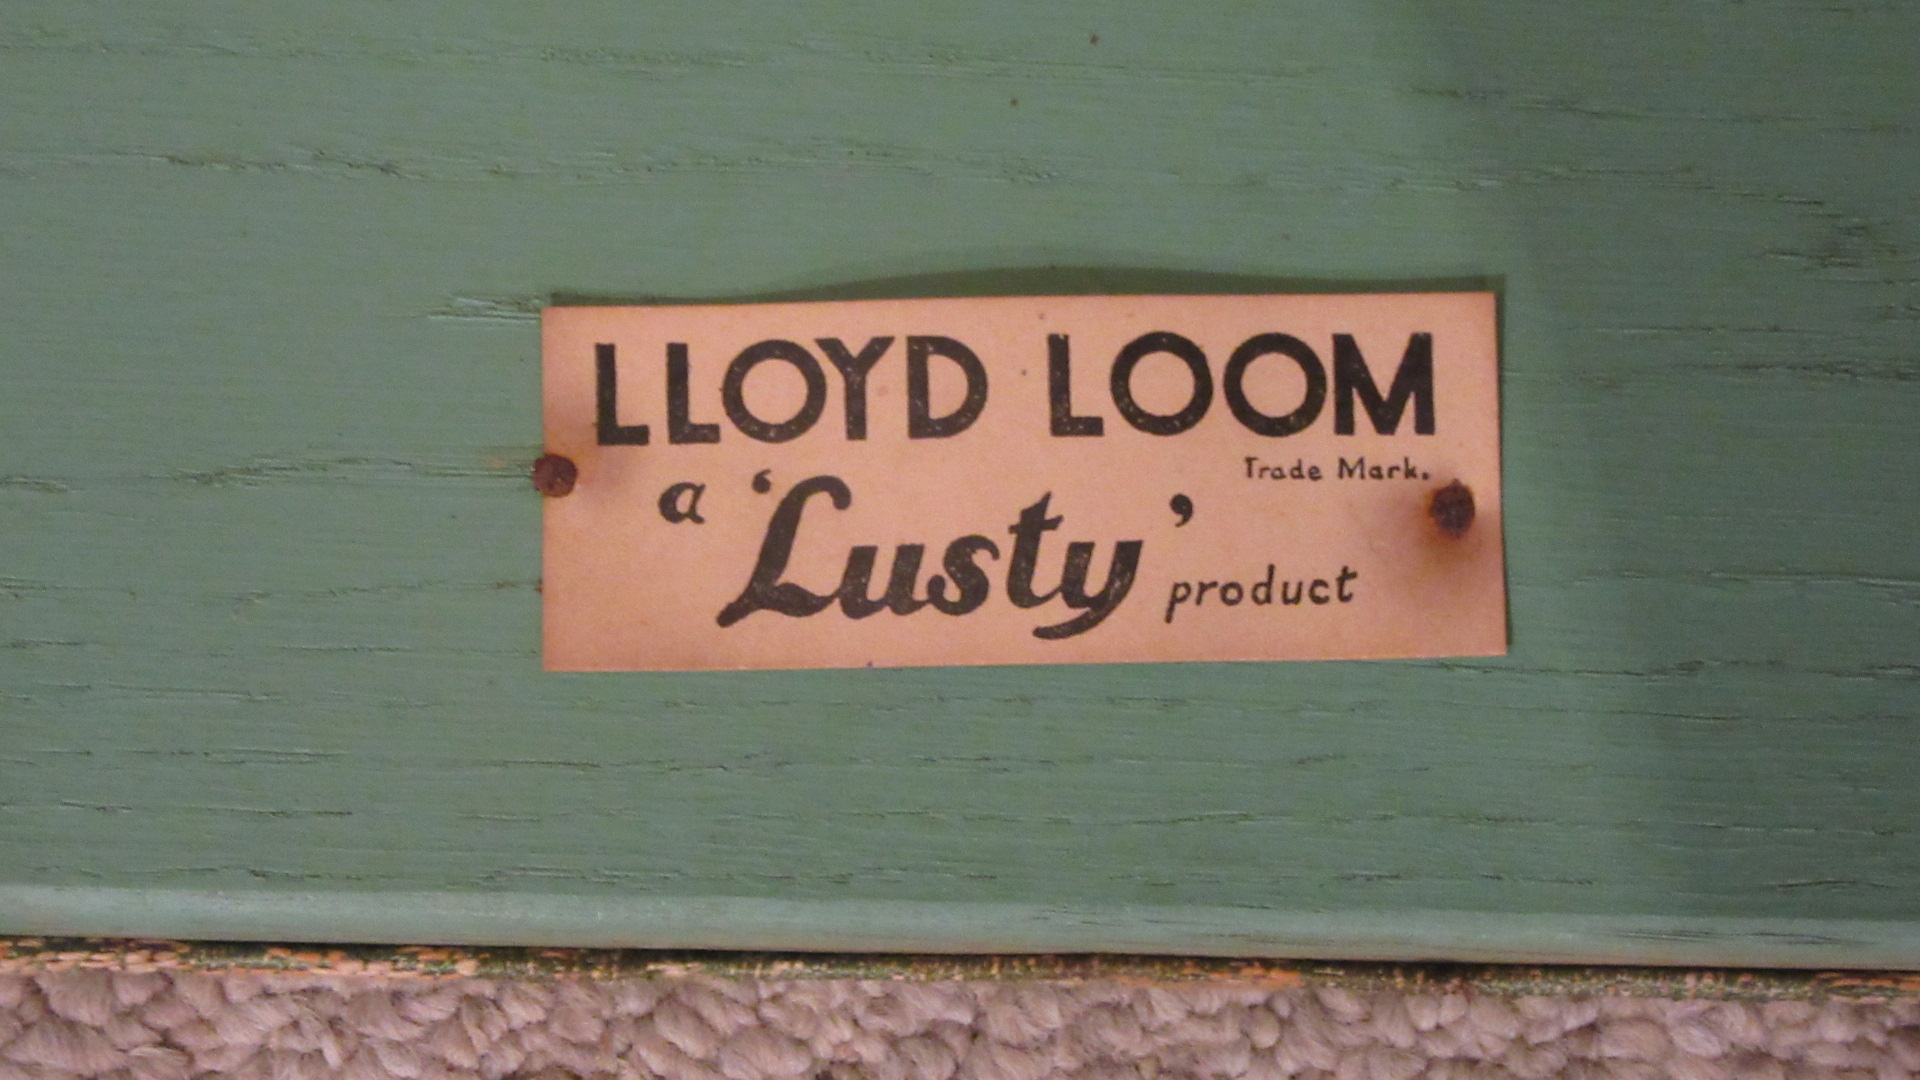 LLOYD LOOM
Trade Mark.
a ‘Lusty’ product